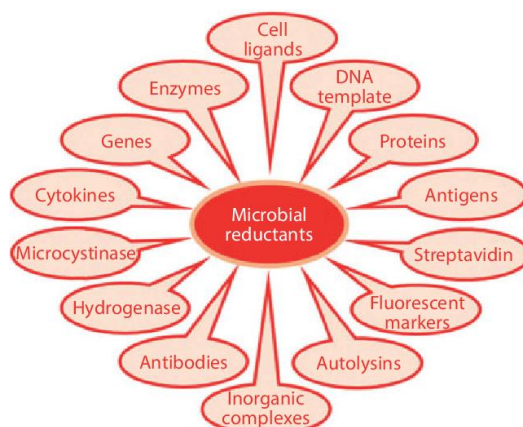 Cell
ligands
Enzymes
DNA
template
Genes
Proteins
Cytokines
Antigens
Microbial
reductants
Microcystinase
Streptavidin
Hydrogenase
Fluorescent
markers
Antibodies
Autolysins
Inorganic
complexes